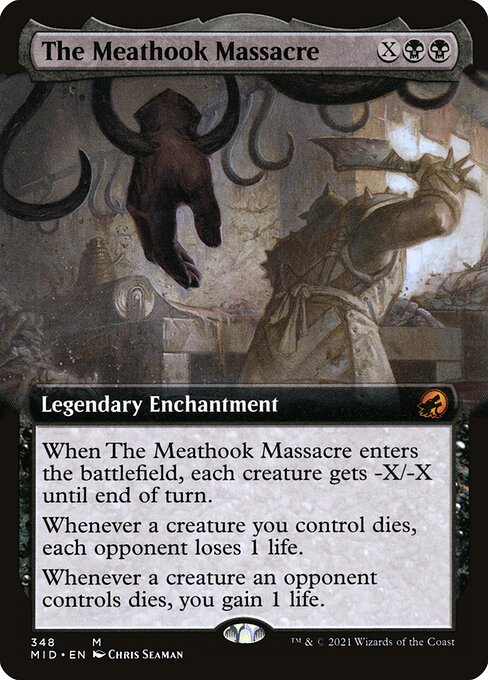 The Meathook Massacre X
Legendary Enchantment
When The Meathook Massacre enters
the battlefield, each creature gets -X/-X
until end of turn.
Whenever a creature you control dies,
each opponent loses 1 life.
Whenever a creature an opponent
controls dies, you gain 1 life.
348 M
MID • EN Chris Seaman
™ & © 2021 Wizards of the Coast